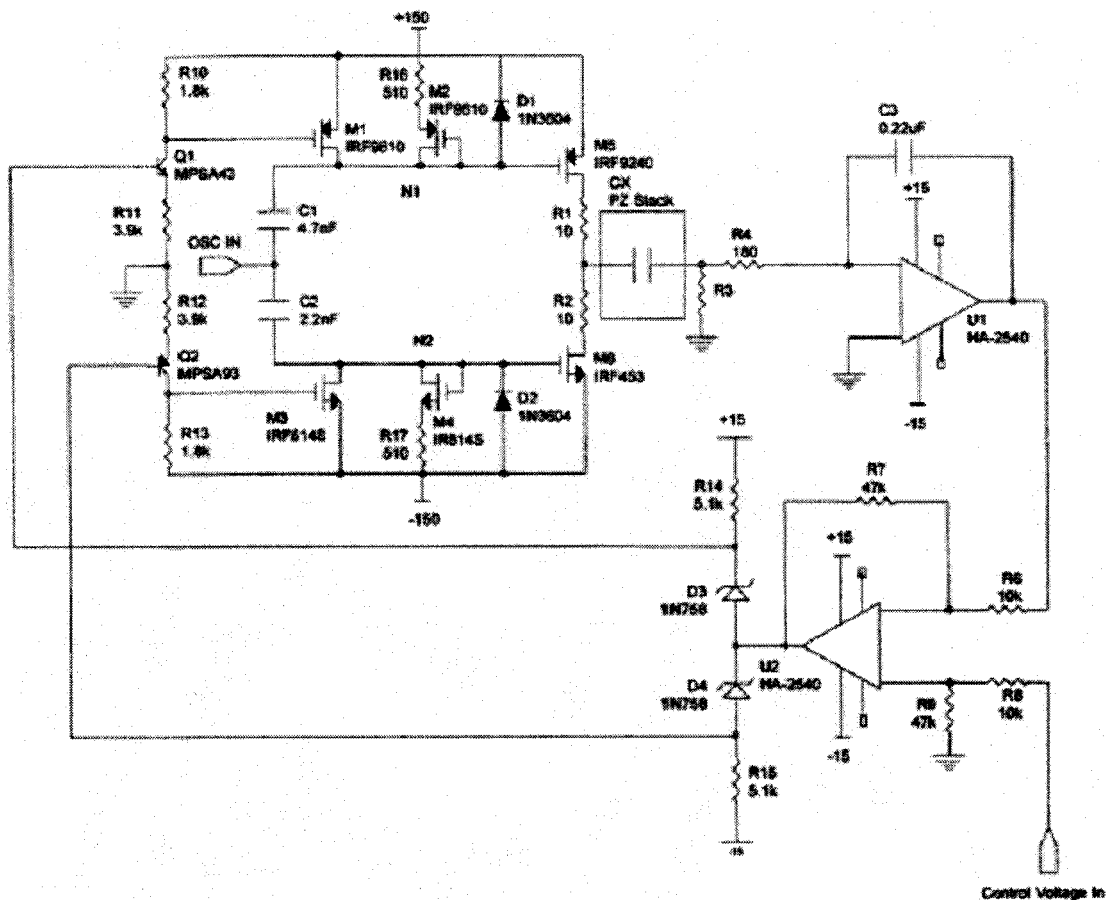 +150
R10
1.8k
R16
510
M2
IRF9610
D1
1N3604
C3
0.22uF
M1
IRF9610
M5
IRF9240
Q1
MPSA43
N1
CX
PZ Stack
+15
R11
3.9k
C1
4.7nF
R1
10
R4
180
OSC IN
R3
R12
3.9k
C2
2.2nF
R2
10
U1
HA-2540
N2
Q2
MPSA93
M6
IRF453
-15
M3
D2
1N3604
M4
R13
1.8k
R17
510
+15
-150
R14
5.1k
R7
47k
+15
D3
1N758
R6
10k
U2
HA-2540
D4
1N758
R9
47k
R8
10k
-15
R15
5.1k
-15
Control Voltage In